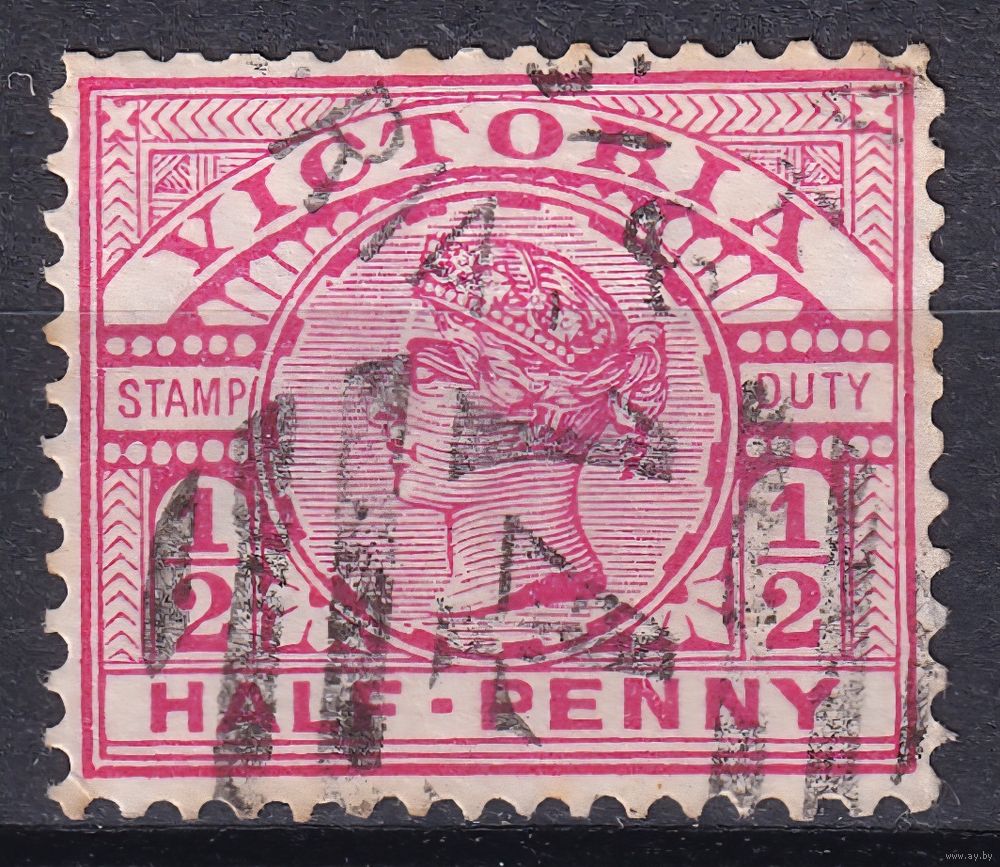 VICTORIA
STAMP DUTY
1/2 1/2
HALF-PENNY
www.ay.by